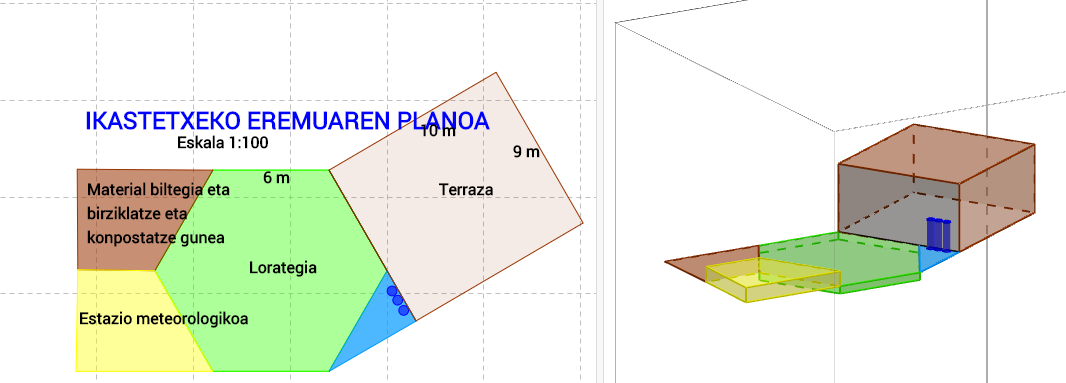 IKASTETXEKO EREMUAREN PLANOA
Eskala 1:100
10 m
9 m
6 m
Material biltegia eta
birziklatze eta
konpostatze gunea
Terraza
Lorategia
Estazio meteorologikoa